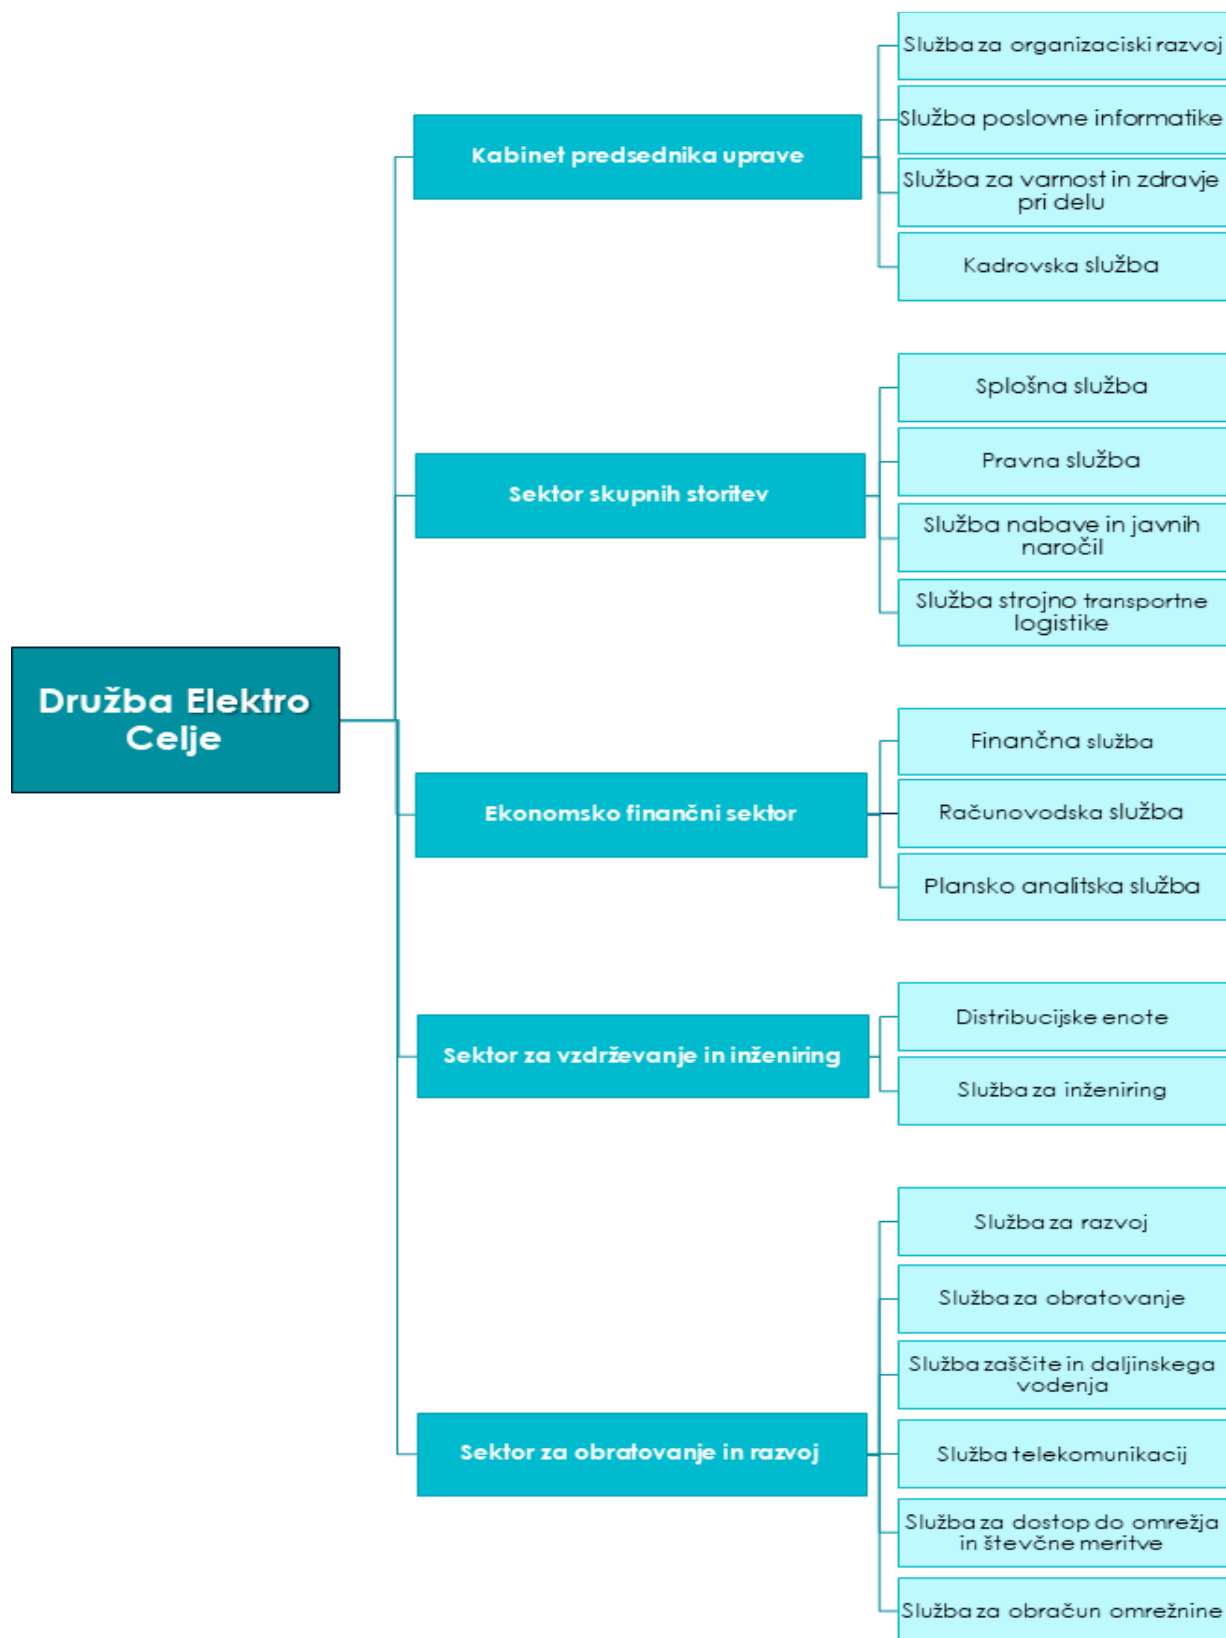 Družba Elektro
Celje
Kabinet predsednika uprave
Služba za organizaciski razvoj
Služba poslovne informatike
Služba za varnost in zdravje
pri delu
Kadrovska služba
Sektor skupnih storitev
Splošna služba
Pravna služba
Služba nabave in javnih
naročil
Služba strojno transportne
logistike
Ekonomsko finančni sektor
Finančna služba
Računovodska služba
Plansko analitska služba
Sektor za vzdrževanje in inženiring
Distribucijske enote
Služba za inženiring
Sektor za obratovanje in razvoj
Služba za razvoj
Služba za obratovanje
Služba zaščite in daljinskega
vodenja
Služba telekomunikacij
Služba za dostop do omrežja
in števčne meritve
Služba za obračun omrežnine